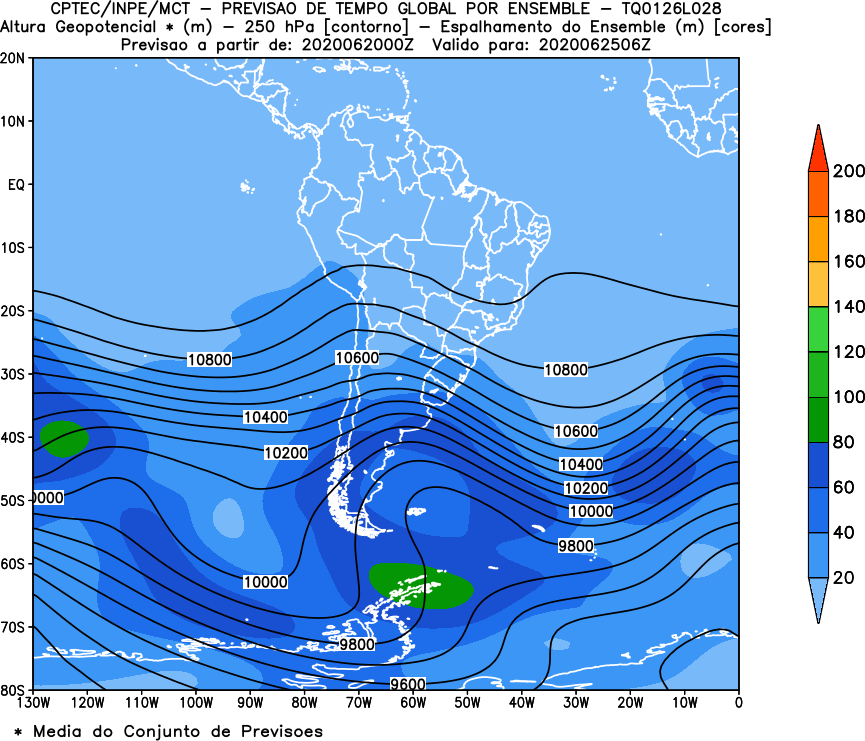 CPTEC/INPE/MCT − PREVISAO DE TEMPO GLOBAL POR ENSEMBLE − TQ0126L028
Altura Geopotencial * (m) − 250 hPa [contorno] − Espalhamento do Ensemble (m) [cores]
Previsao a partir de: 2020062000Z Valido para: 2020062506Z
20N
10N
EQ
10S
20S
30S
40S
50S
60S
70S
80S
10800
10600
10800
10400
10600
10200
10400
10200
0000
10000
9800
10000
9800
9600
130W 120W 110W 100W 90W 80W 70W 60W 50W 40W 30W 20W 10W 0
200
180
160
140
120
100
80
60
40
20
* Media do Conjunto de Previsoes